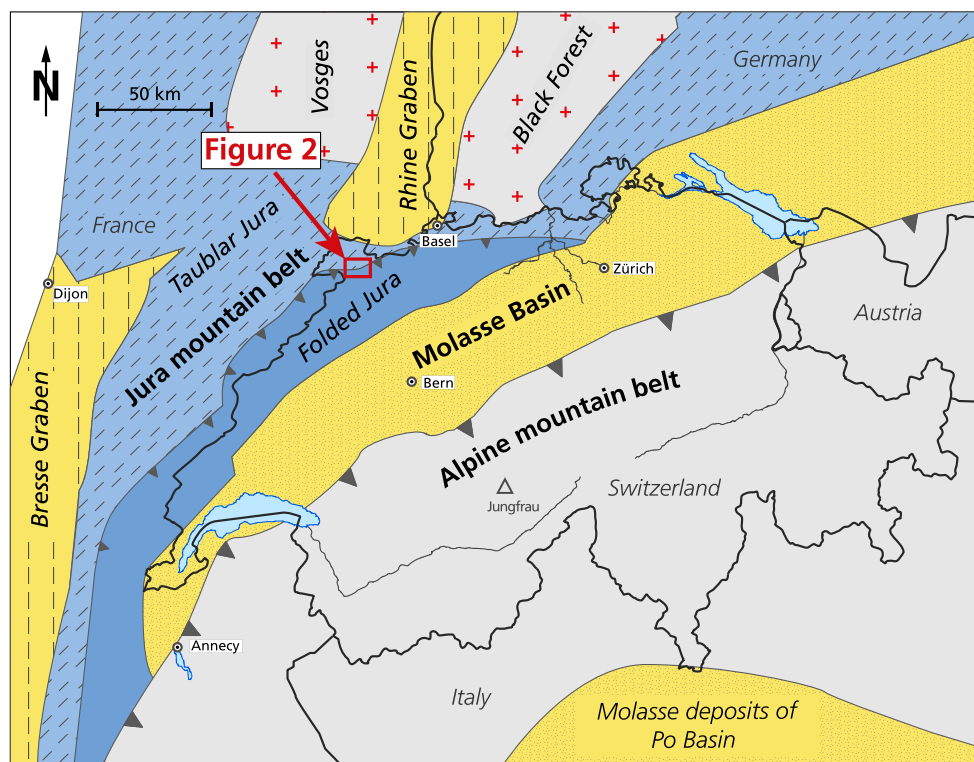 N
50 km
Vosges
Rhine Graben
Black Forest
Germany
Figure 2
France
Taublar Jura
Jura mountain belt
Folded Jura
Basel
Zürich
Dijon
Molasse Basin
Austria
Bern
Alpine mountain belt
Bresse Graben
Jungfrau
Switzerland
Annecy
Italy
Molasse deposits of
Po Basin